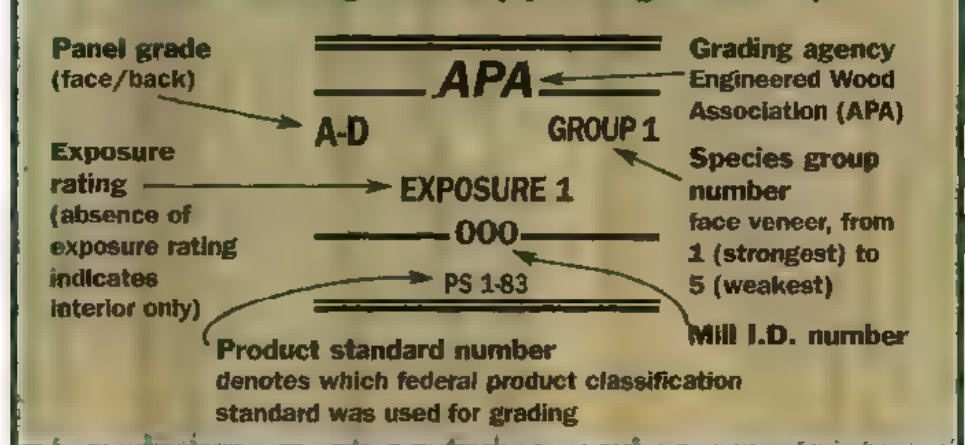 Panel grade
(face/back)
APA
Grading agency
Engineered Wood
Association (APA)
A-D
GROUP 1
Exposure
rating
(absence of
exposure rating
indicates
interior only)
EXPOSURE 1
Species group
number
face veneer, from
1 (strongest) to
5 (weakest)
000
PS 1-83
Mill I.D. number
Product standard number
denotes which federal product classification
standard was used for grading